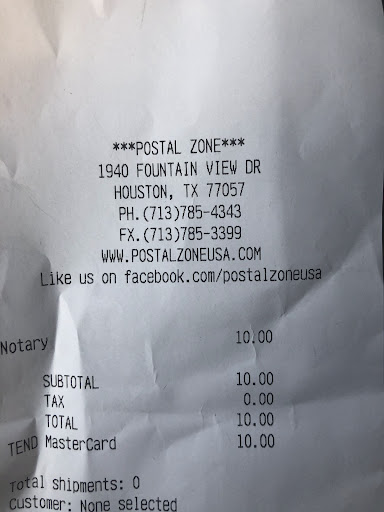 ***POSTAL ZONE***
1940 FOUNTAIN VIEW DR
HOUSTON, TX 77057
PH.(713)785-4343
FX.(713)785-3399
WWW.POSTALZONEUSA.COM
Like us on facebook.com/postalzoneusa
Notary 10.00
SUBTOTAL 10.00
TAX 0.00
TOTAL 10.00
TEND MasterCard 10.00
Total shipments: 0
Customer: None selected